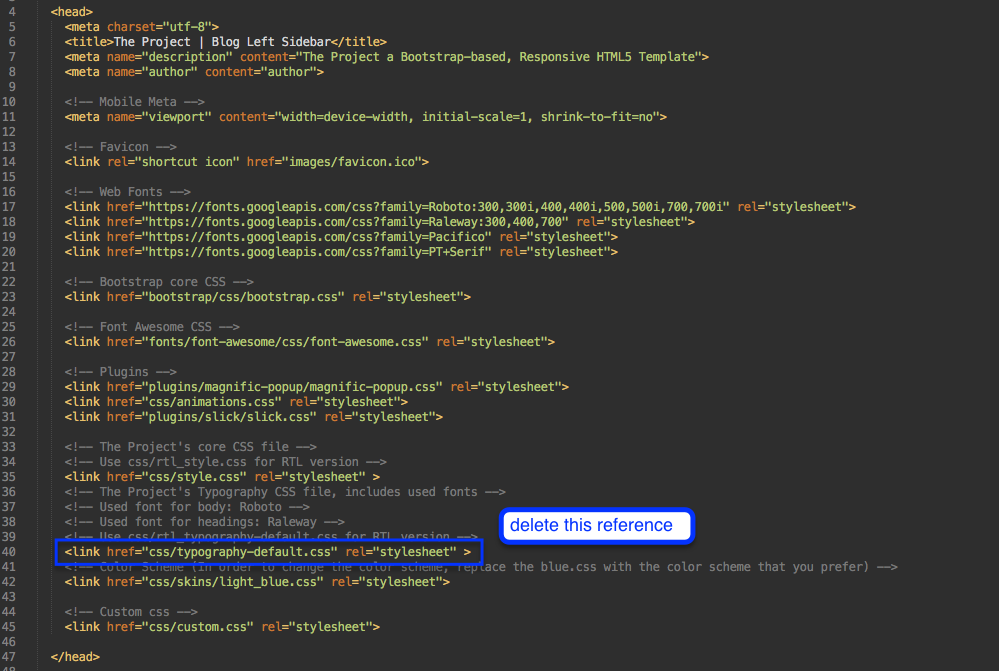 4 <head>
5 <meta charset="utf-8">
6 <title>The Project | Blog Left Sidebar</title>
7 <meta name="description" content="The Project a Bootstrap-based, Responsive HTML5 Template">
8 <meta name="author" content="author">
9
10 <!-- Mobile Meta -->
11 <meta name="viewport" content="width=device-width, initial-scale=1, shrink-to-fit=no">
12
13 <!-- Favicon -->
14 <link rel="shortcut icon" href="images/favicon.ico">
15
16 <!-- Web Fonts -->
17 <link href="https://fonts.googleapis.com/css?family=Roboto:300,300i,400,400i,500,500i,700,700i" rel="stylesheet">
18 <link href="https://fonts.googleapis.com/css?family=Raleway:300,400,700" rel="stylesheet">
19 <link href="https://fonts.googleapis.com/css?family=Pacifico" rel="stylesheet">
20 <link href="https://fonts.googleapis.com/css?family=PT+Serif" rel="stylesheet">
21
22 <!-- Bootstrap core CSS -->
23 <link href="bootstrap/css/bootstrap.css" rel="stylesheet">
24
25 <!-- Font Awesome CSS -->
26 <link href="fonts/font-awesome/css/font-awesome.css" rel="stylesheet">
27
28 <!-- Plugins -->
29 <link href="plugins/magnific-popup/magnific-popup.css" rel="stylesheet">
30 <link href="css/animations.css" rel="stylesheet">
31 <link href="plugins/slick/slick.css" rel="stylesheet">
32
33 <!-- The Project's core CSS file -->
34 <!-- Use css/rtl_style.css for RTL version -->
35 <link href="css/style.css" rel="stylesheet" >
36 <!-- The Project's Typography CSS file, includes used fonts -->
37 <!-- Used font for body: Roboto -->
38 <!-- Used font for headings: Raleway -->
delete this reference
39 <!-- Use css/rtl_typography-default.css for RTL version -->
40 <link href="css/typography-default.css" rel="stylesheet" >
41 <!-- Color Scheme (In order to change the color scheme, replace the blue.css with the color scheme that you prefer) -->
42 <link href="css/skins/light_blue.css" rel="stylesheet">
43
44 <!-- Custom css -->
45 <link href="css/custom.css" rel="stylesheet">
46
47 </head>